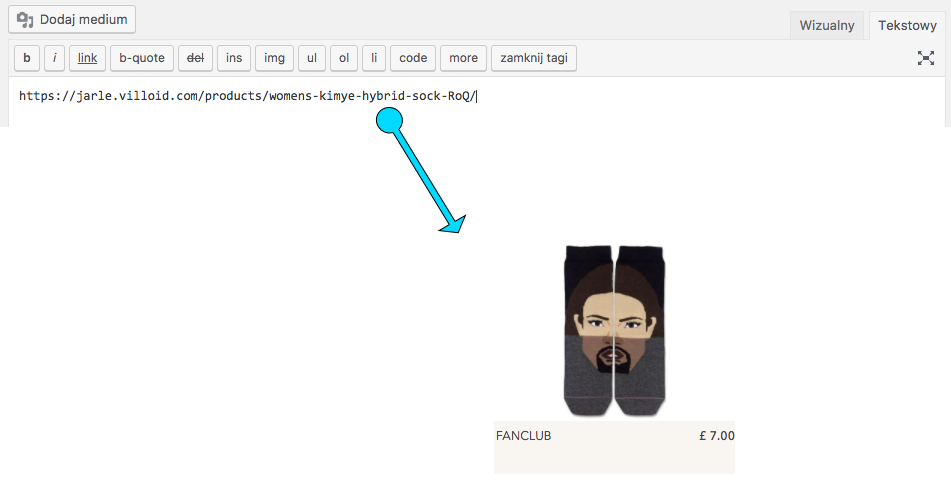 Dodaj medium
Wizualny Tekstowy
b i link b-quote del ins img ul ol li code more zamknij tagi
https://jarle.villoid.com/products/womens-kimye-hybrid-sock-RoQ/
FANCLUB £ 7.00